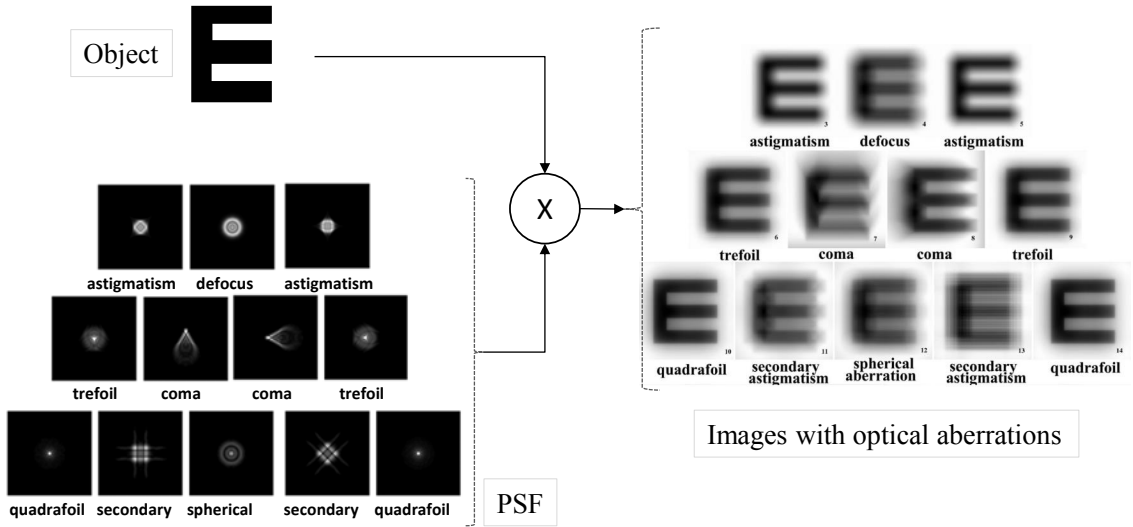 Object
E
X
astigmatism defocus astigmatism
trefoil coma coma trefoil
quadrafoil secondary spherical secondary quadrafoil
PSF
E E E
3 4 5
astigmatism defocus astigmatism
E E E E
6 7 8 9
trefoil coma coma trefoil
E E E E E
10 11 12 13 14
quadrafoil secondary astigmatism spherical aberration secondary astigmatism quadrafoil
Images with optical aberrations